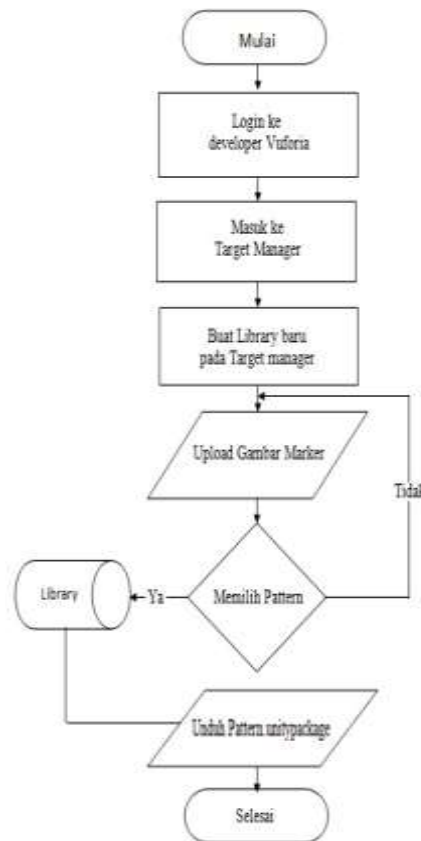 Mulai
Login ke
developer Vuforia
Masuk ke
Target Manager
Buat Library baru
pada Target manager
Upload Gambar Marker
Tidak
Memilih Pattern
Ya
Library
Unduh Pattern unitypackage
Selesai